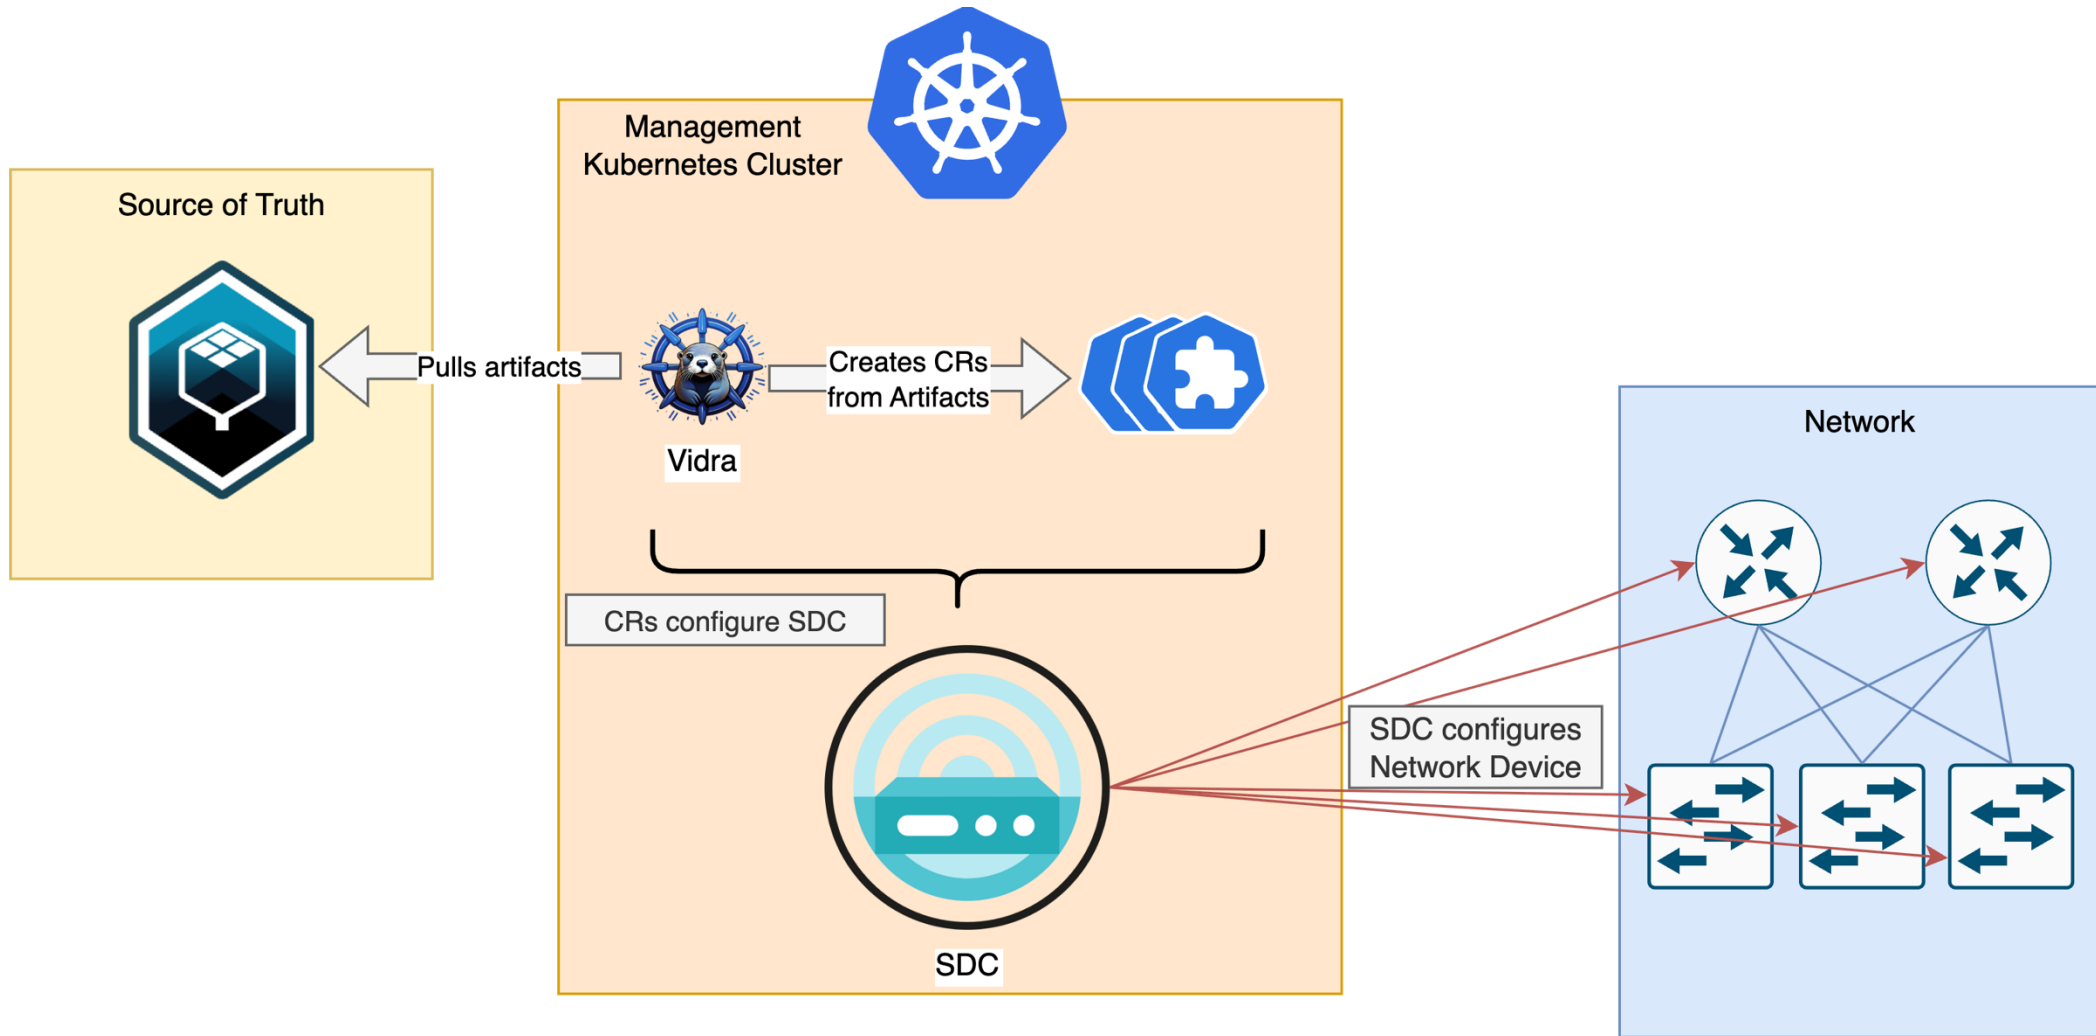 Management
Kubernetes Cluster
Source of Truth
Pulls artifacts
Creates CRs
from Artifacts
Vidra
Network
CRs configure SDC
SDC configures
Network Device
SDC